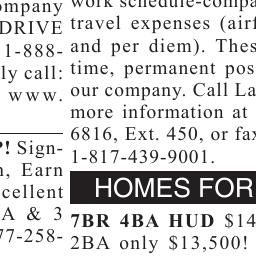 ompany
DRIVE
1-888-
ly call:
www.
P! Sign-
n, Earn
cellent
A & 3
77-258-
work schedule-compa
travel expenses (airf
and per diem). Thes
time, permanent pos
our company. Call La
more information at
6816, Ext. 450, or fax
1-817-439-9001.
HOMES FOR
7BR 4BA HUD $14
2BA only $13,500!